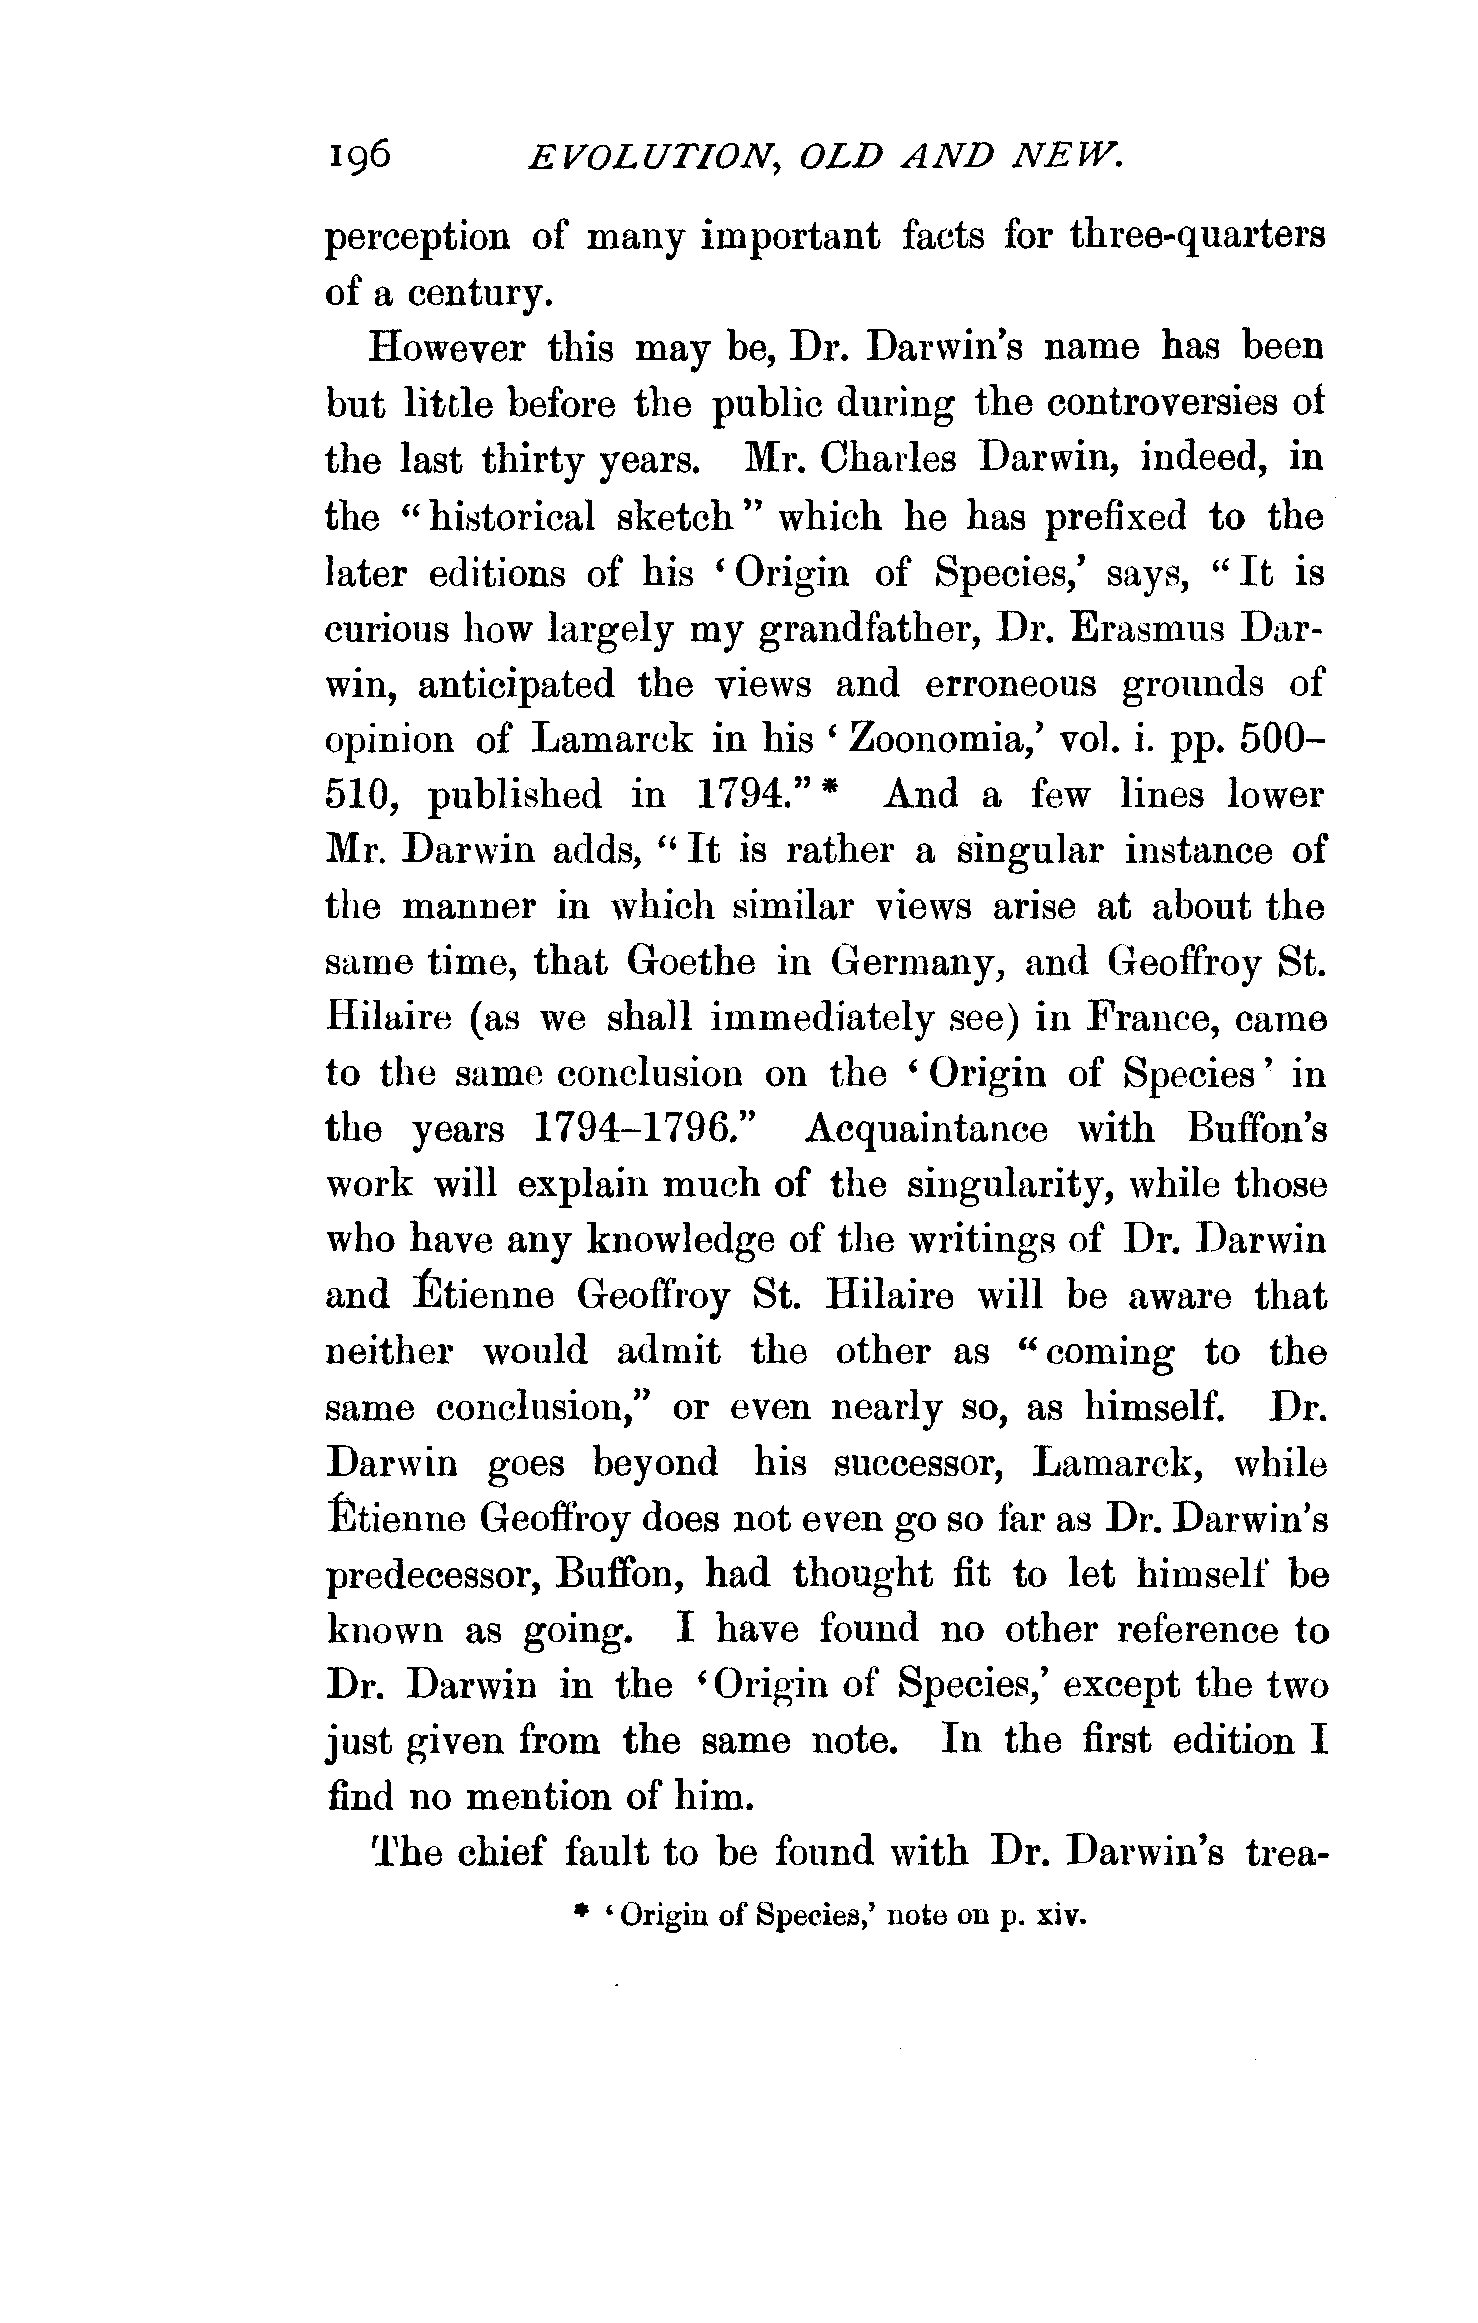 196 EVOLUTION, OLD AND NEW.
perception of many important facts for three-quarters
of a century.
However this may be, Dr. Darwin's name has been
but little before the public during the controversies of
the last thirty years. Mr. Charles Darwin, indeed, in
the “historical sketch” which he has prefixed to the
later editions of his ‘Origin of Species,’ says, “It is
curious how largely my grandfather, Dr. Erasmus Dar-
win, anticipated the views and erroneous grounds of
opinion of Lamarck in his ‘Zoonomia,’ vol. i. pp. 500–
510, published in 1794.”* And a few lines lower
Mr. Darwin adds, “It is rather a singular instance of
the manner in which similar views arise at about the
same time, that Goethe in Germany, and Geoffroy St.
Hilaire (as we shall immediately see) in France, came
to the same conclusion on the ‘Origin of Species’ in
the years 1794–1796.” Acquaintance with Buffon's
work will explain much of the singularity, while those
who have any knowledge of the writings of Dr. Darwin
and Étienne Geoffroy St. Hilaire will be aware that
neither would admit the other as “coming to the
same conclusion,” or even nearly so, as himself. Dr.
Darwin goes beyond his successor, Lamarck, while
Étienne Geoffroy does not even go so far as Dr. Darwin's
predecessor, Buffon, had thought fit to let himself be
known as going. I have found no other reference to
Dr. Darwin in the ‘Origin of Species,’ except the two
just given from the same note. In the first edition I
find no mention of him.
The chief fault to be found with Dr. Darwin's trea-
* ‘Origin of Species,’ note on p. xiv.